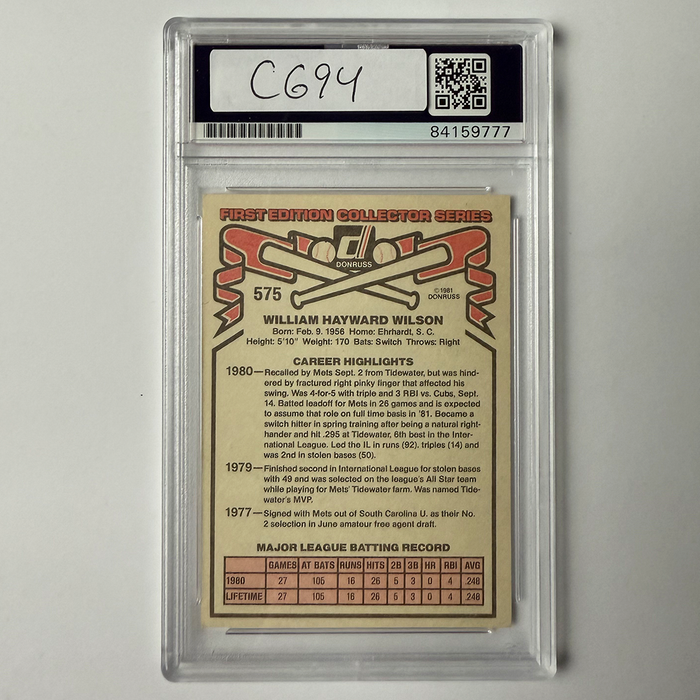 C694
84159777
FIRST EDITION COLLECTOR SERIES
d
DONRUSS
575
©1981
DONRUSS
WILLIAM HAYWARD WILSON
Born: Feb. 9. 1956 Home: Ehrhardt, S. C.
Height: 5'10" Weight: 170 Bats: Switch Throws: Right
CAREER HIGHLIGHTS
1980—Recalled by Mets Sept. 2 from Tidewater, but was hind-
ered by fractured right pinky finger that affected his
swing. Was 4-for-5 with triple and 3 RBI vs. Cubs, Sept.
14. Batted leadoff for Mets in 26 games and is expected
to assume that role on full time basis in '81. Became a
switch hitter in spring training after being a natural right-
hander and hit .295 at Tidewater, 6th best in the Inter-
national League. Led the IL in runs (92). triples (14) and
was 2nd in stolen bases (50).
1979—Finished second in International League for stolen bases
with 49 and was selected on the league's All Star team
while playing for Mets' Tidewater farm. Was named Tide-
water's MVP.
1977—Signed with Mets out of South Carolina U. as their No.
2 selection in June amateur free agent draft.
MAJOR LEAGUE BATTING RECORD
GAMES AT BATS RUNS HITS 2B 3B HR RBI AVG
1980 27 105 16 26 5 3 0 4 .248
LIFETIME 27 105 16 26 5 3 0 4 .248